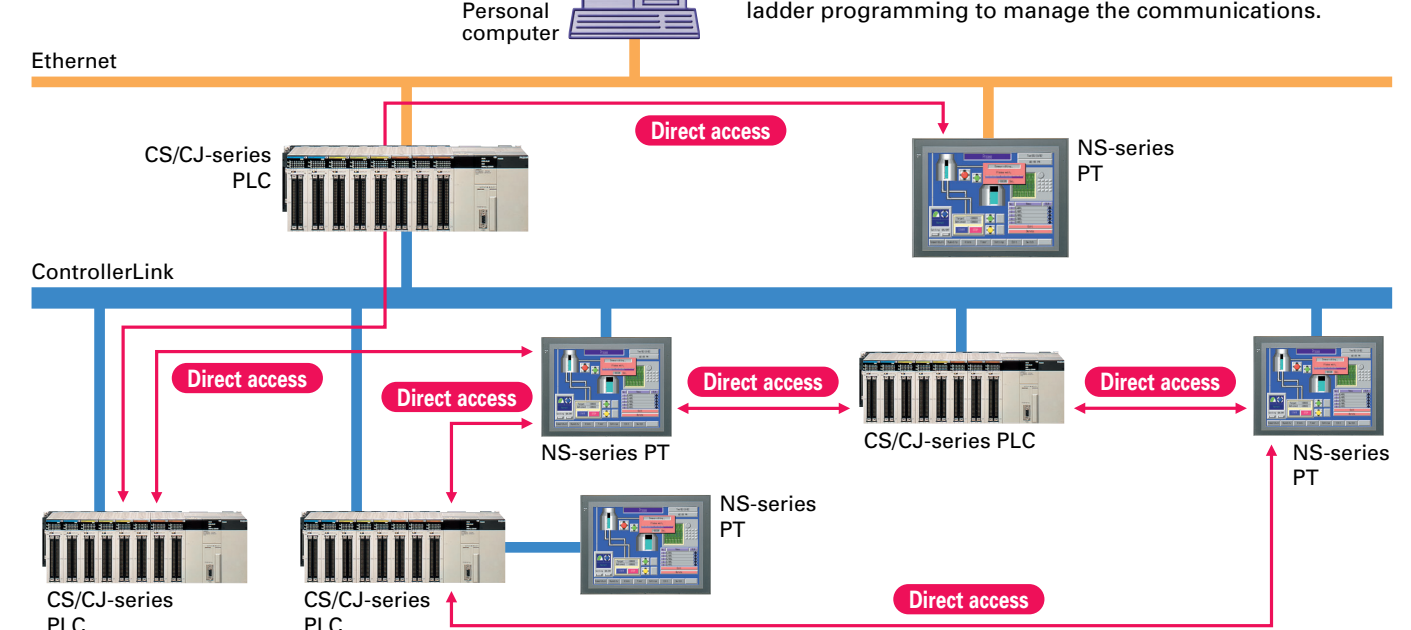 Personal
computer
ladder programming to manage the communications.
Ethernet
Direct access
CS/CJ-series
PLC
NS-series
PT
ControllerLink
Direct access
Direct access
Direct access
Direct access
NS-series PT
CS/CJ-series PLC
NS-series
PT
NS-series
PT
Direct access
CS/CJ-series
PLC
CS/CJ-series
PLC